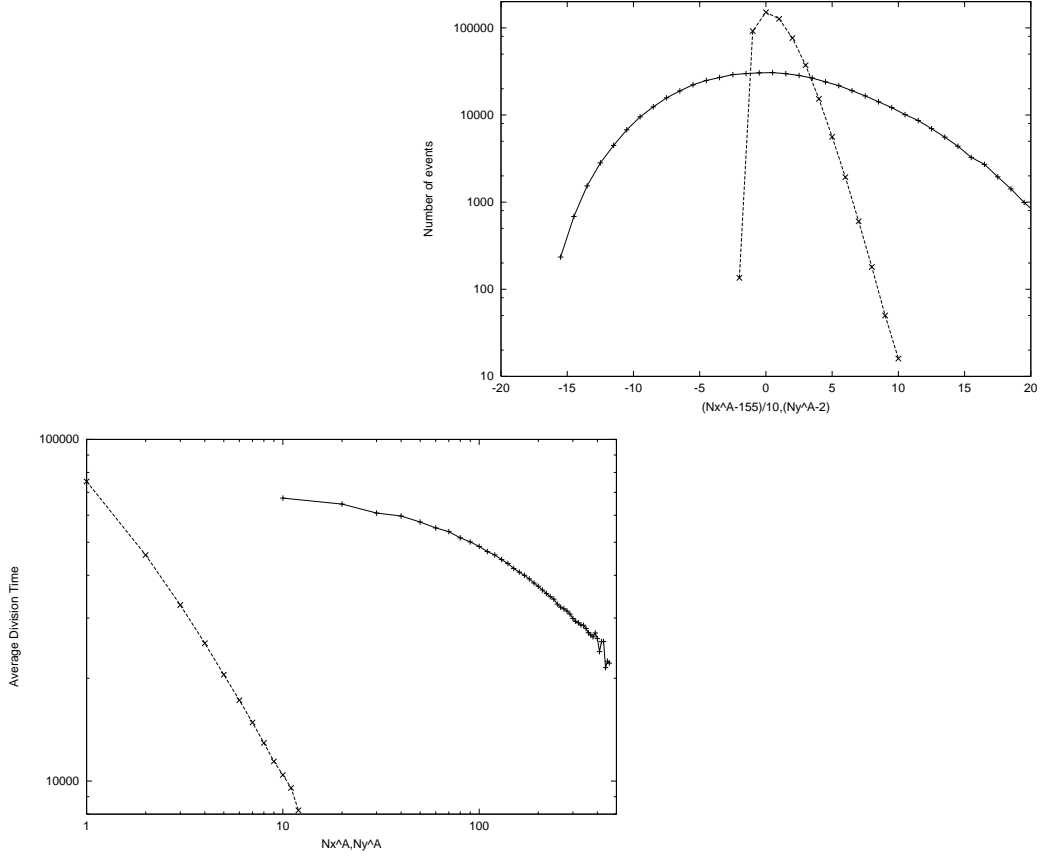 100000
10000
1000
100
10
Number of events
-20 -15 -10 -5 0 5 10 15 20
(Nx^A-155)/10,(Ny^A-2)
100000
10000
Average Division Time
1 10 100
Nx^A,Ny^A